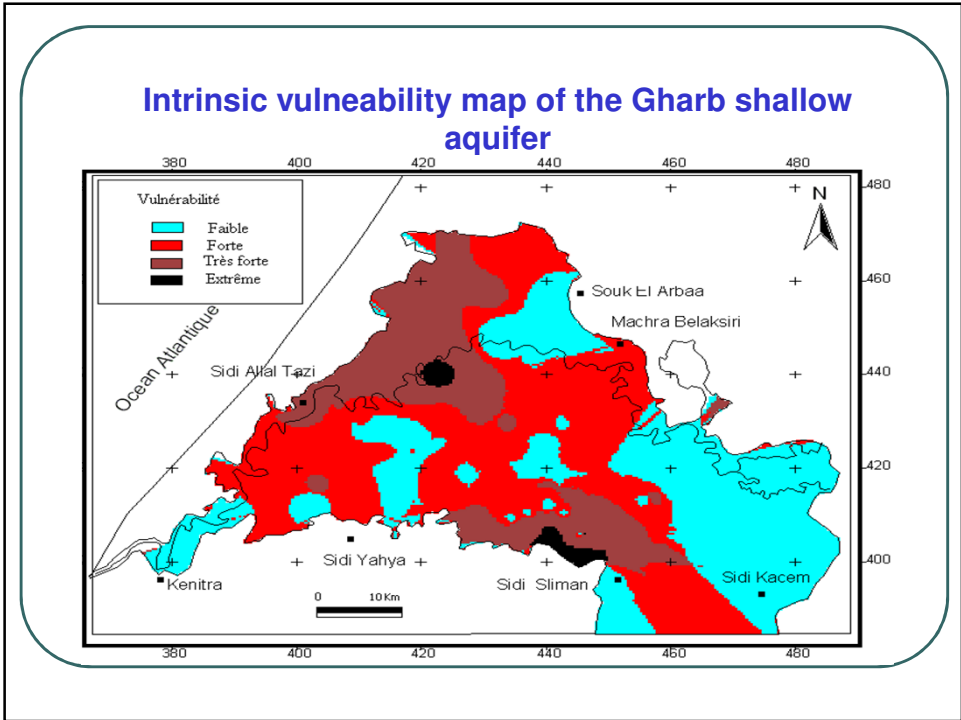 Intrinsic vulneability map of the Gharb shallow
aquifer
380 400 420 440 460 480
Vulnérabilité
Faible
Forte
Très forte
Extrême
N
480
460
440
420
400
Souk El Arbaa
Machra Belaksiri
Ocean Atlantique
Sidi Allal Tazi
Sidi Yahya
Kenitra
Sidi Sliman
Sidi Kacem
0 10 Km
380 400 420 440 460 480